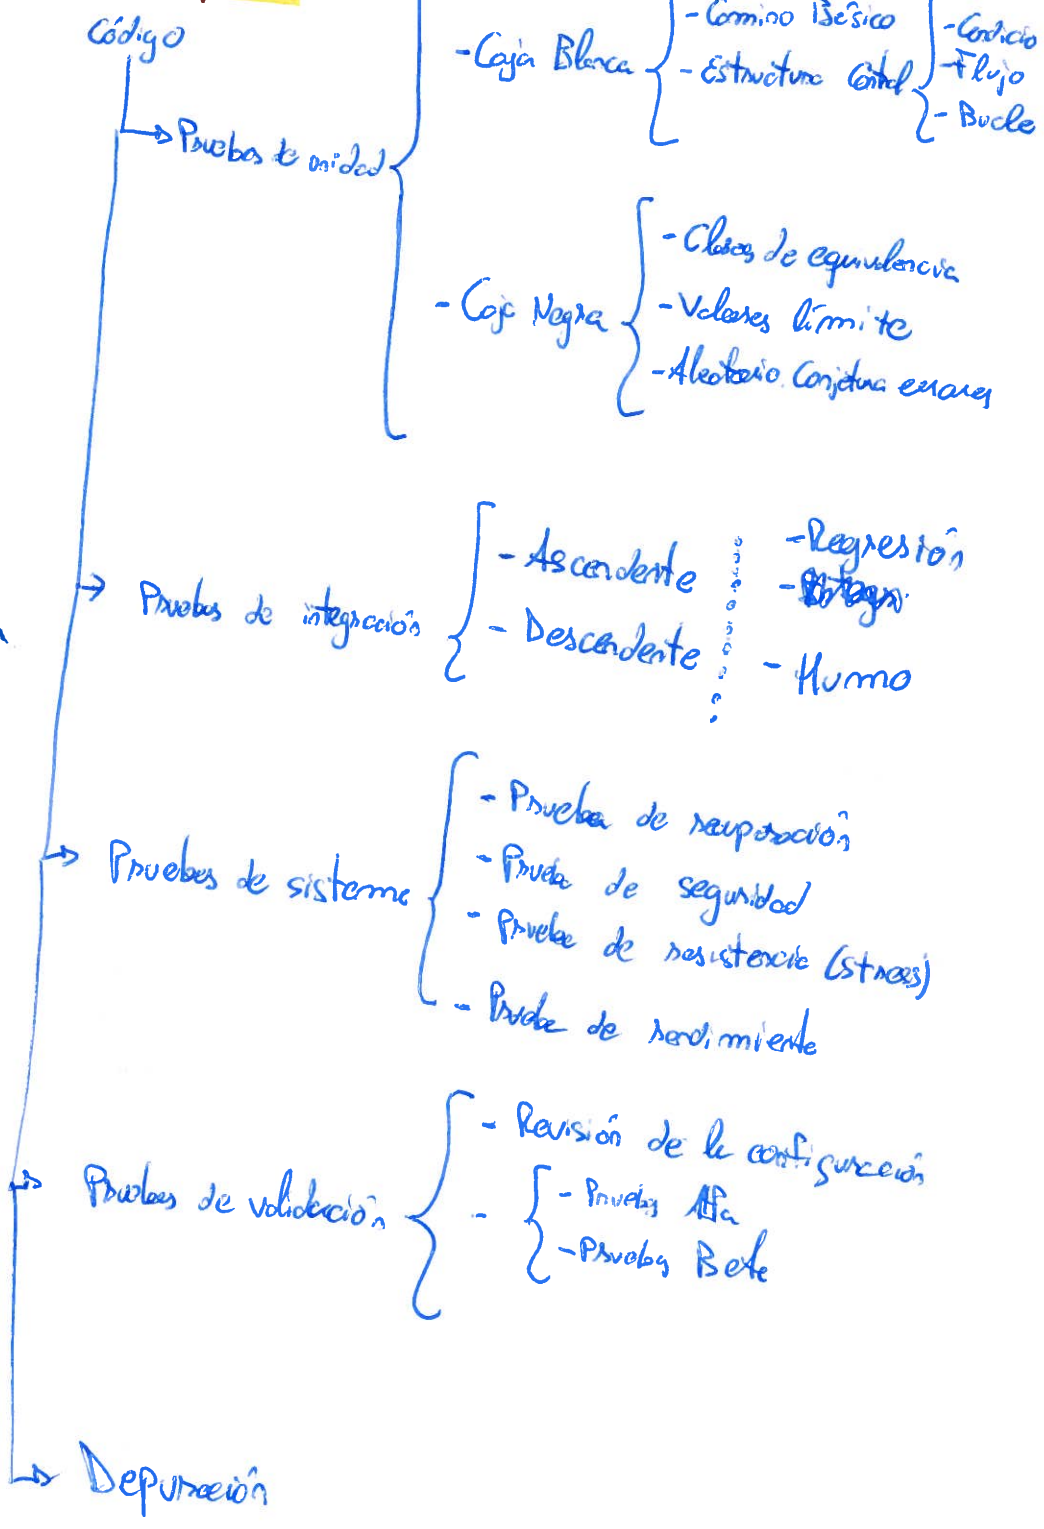 Código
- Camino Básico
- Condicio
- Caja Blanca
- Estructura Control
- Flujo
- Bucle
Pruebas de unidad
- Clases de equivalencia
- Caja Negra
- Valores límite
- Aleatorio Conjetura errores
- Ascendente
- Regresión
Pruebas de integración
- Descendente
- Humo
- Prueba de recuperación
Pruebas de sistema
- Prueba de seguridad
- Prueba de resistencia (stress)
- Prueba de rendimiento
- Revisión de la configuración
Pruebas de validación
-
- Pruebas Alfa
- Pruebas Beta
Depuración